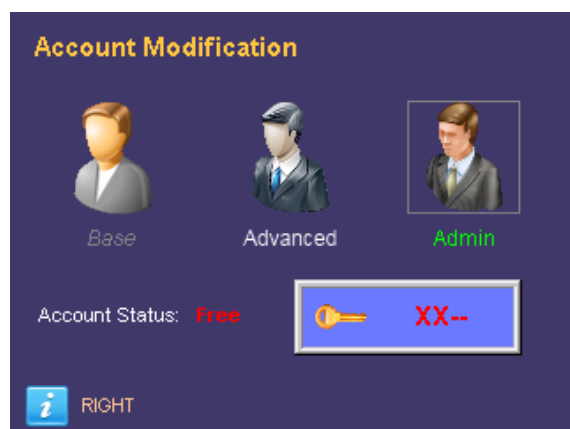 Account Modification
Base Advanced Admin
Account Status: Free XX--
i RIGHT